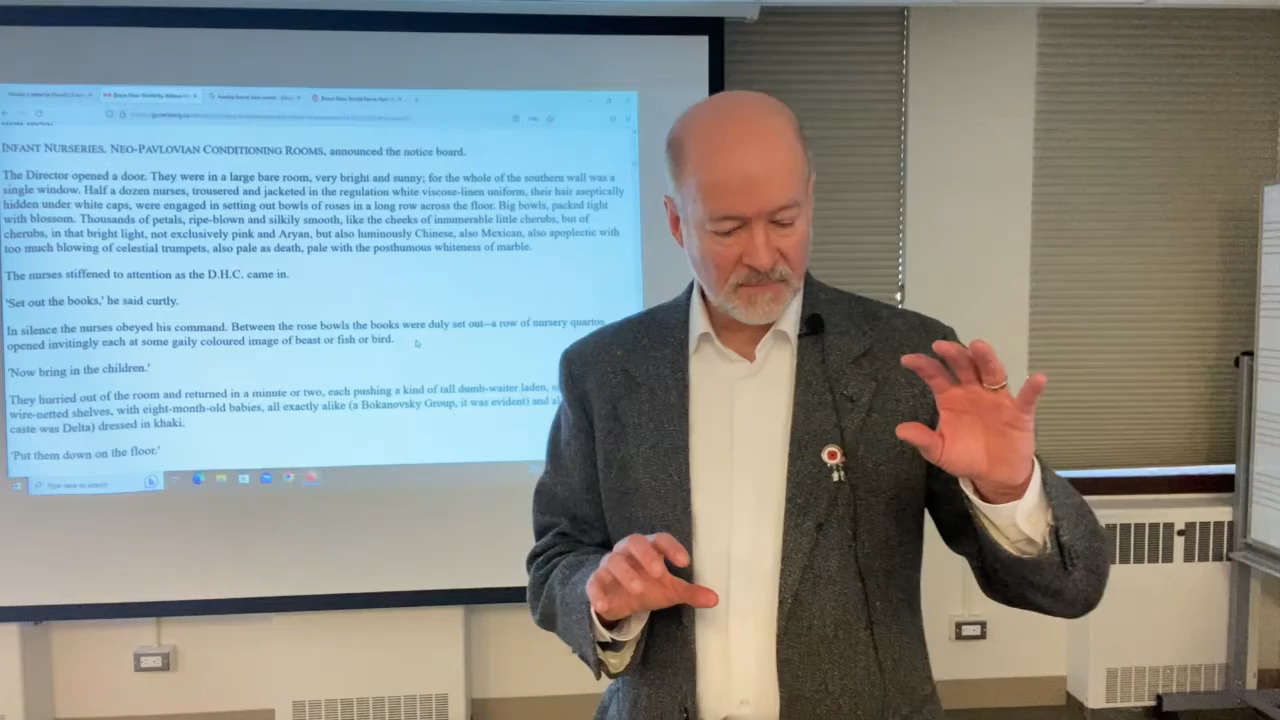 INFANT NURSERIES. NEO-PAVLOVIAN CONDITIONING ROOMS, announced the notice board.
The Director opened a door. They were in a large bare room, very bright and sunny; for the whole of the southern wall was a
single window. Half a dozen nurses, trousered and jacketed in the regulation white viscose-linen uniform, their hair aseptically
hidden under white caps, were engaged in setting out bowls of roses in a long row across the floor. Big bowls, packed tight
with blossom. Thousands of petals, ripe-blown and silkily smooth, like the cheeks of innumerable little cherubs, but of
cherubs, in that bright light, not exclusively pink and Aryan, but also luminously Chinese, also Mexican, also apoplectic with
too much blowing of celestial trumpets, also pale as death, pale with the posthumous whiteness of marble.
The nurses stiffened to attention as the D.H.C. came in.
'Set out the books,' he said curtly.
In silence the nurses obeyed his command. Between the rose bowls the books were duly set out--a row of nursery quartos
opened invitingly each at some gaily coloured image of beast or fish or bird.
'Now bring in the children.'
They hurried out of the room and returned in a minute or two, each pushing a kind of tall dumb-waiter laden,
wire-netted shelves, with eight-month-old babies, all exactly alike (a Bokanovsky Group, it was evident) and
caste was Delta) dressed in khaki.
'Put them down on the floor.'
Type here to search